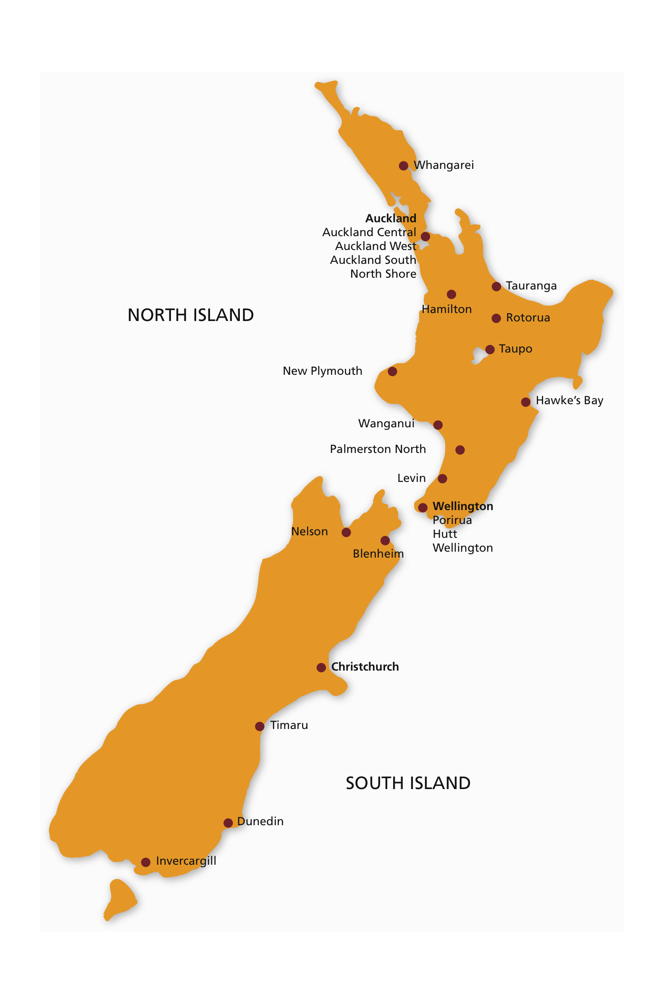 Whangarei
Auckland
Auckland Central
Auckland West
Auckland South
North Shore
Tauranga
Hamilton
NORTH ISLAND
Rotorua
Taupo
New Plymouth
Hawke’s Bay
Wanganui
Palmerston North
Levin
Wellington
Porirua
Hutt
Wellington
Nelson
Blenheim
Christchurch
Timaru
SOUTH ISLAND
Dunedin
Invercargill